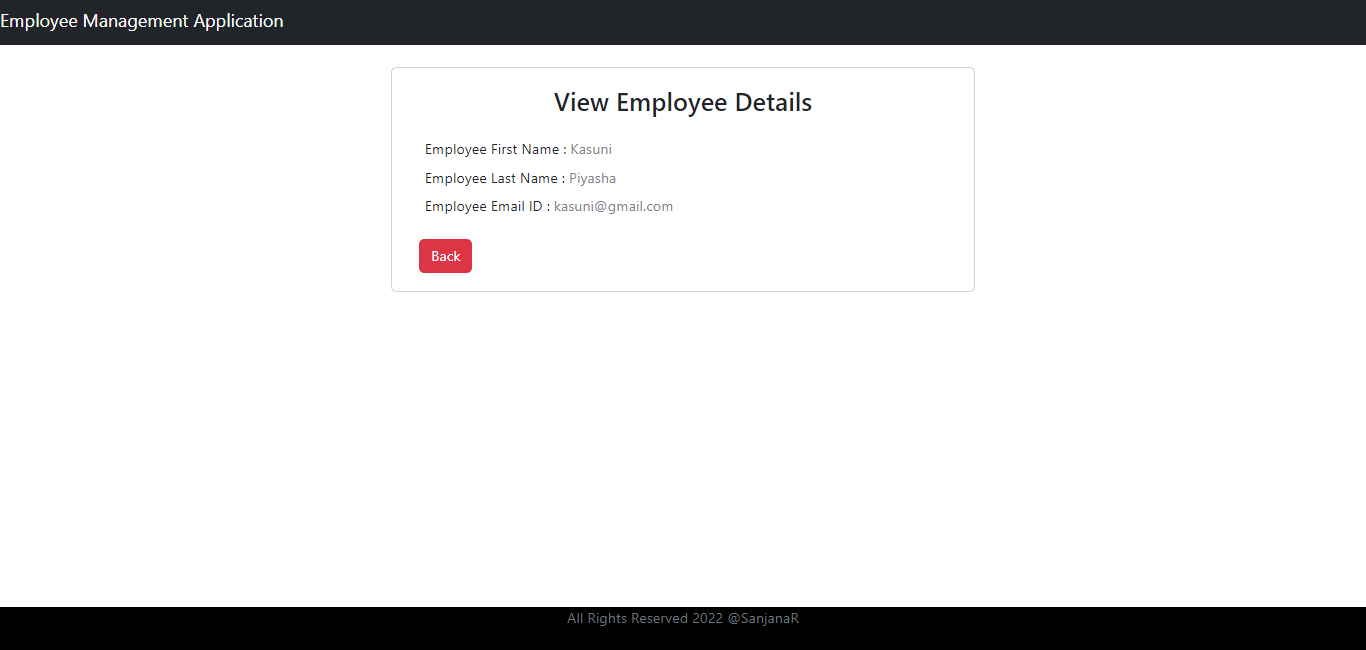 Employee Management Application
View Employee Details
Employee First Name : Kasuni
Employee Last Name : Piyasha
Employee Email ID : kasuni@gmail.com
Back
All Rights Reserved 2022 @SanjanaR